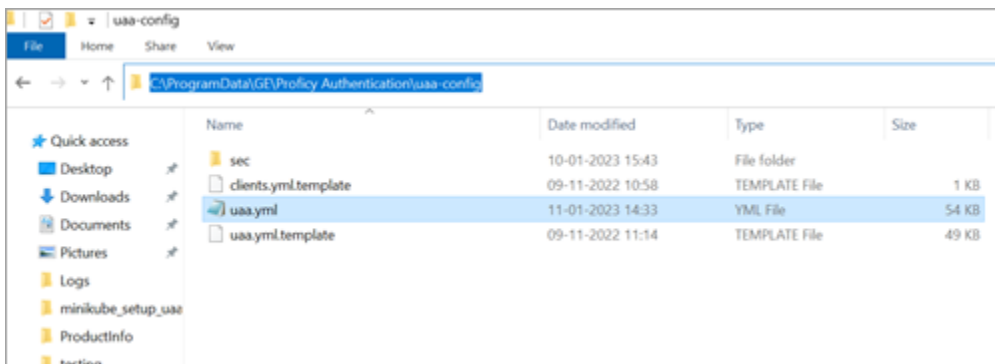 uaa-config
File Home Share View
C:\ProgramData\GE\Proficy Authentication\uaa-config
Name Date modified Type Size
Quick access
sec 10-01-2023 15:43 File folder
Desktop
clients.yml.template 09-11-2022 10:58 TEMPLATE File 1 KB
Downloads
uaa.yml 11-01-2023 14:33 YML File 54 KB
Documents
uaa.yml.template 09-11-2022 11:14 TEMPLATE File 49 KB
Pictures
Logs
minikube_setup_uaa
ProductInfo
testing